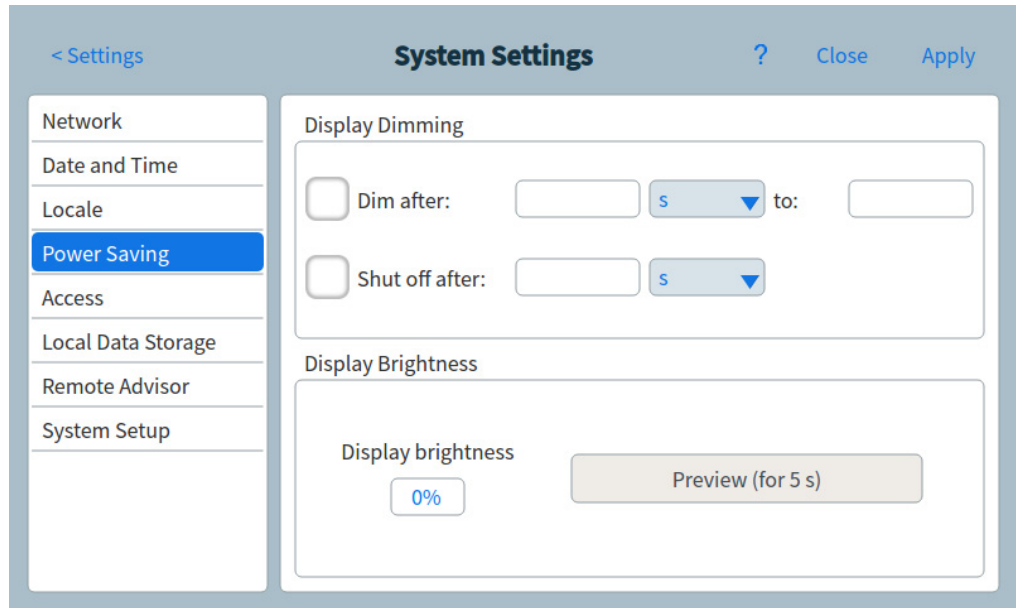 < Settings System Settings ? Close Apply
Network
Date and Time
Locale
Power Saving
Access
Local Data Storage
Remote Advisor
System Setup
Display Dimming
Dim after: s to:
Shut off after: s
Display Brightness
Display brightness
0%
Preview (for 5 s)